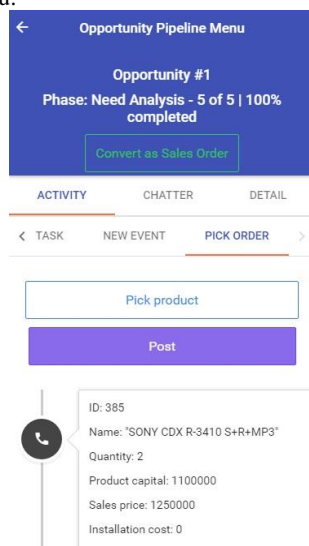 Opportunity Pipeline Menu
Opportunity #1
Phase: Need Analysis - 5 of 5 | 100%
completed
Convert as Sales Order
ACTIVITY CHATTER DETAIL
TASK NEW EVENT PICK ORDER
Pick product
Post
ID: 385
Name: "SONY CDX R-3410 S+R+MP3"
Quantity: 2
Product capital: 1100000
Sales price: 1250000
Installation cost: 0